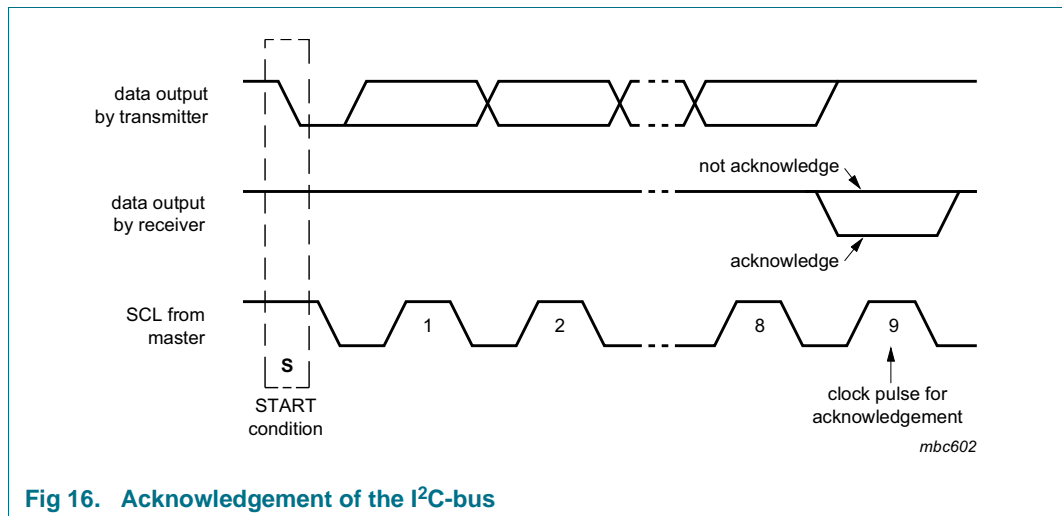 data output
by transmitter
not acknowledge
data output
by receiver
acknowledge
SCL from
master
1
2
8
9
S
START
condition
clock pulse for
acknowledgement
mbc602
Fig 16. Acknowledgement of the I²C-bus